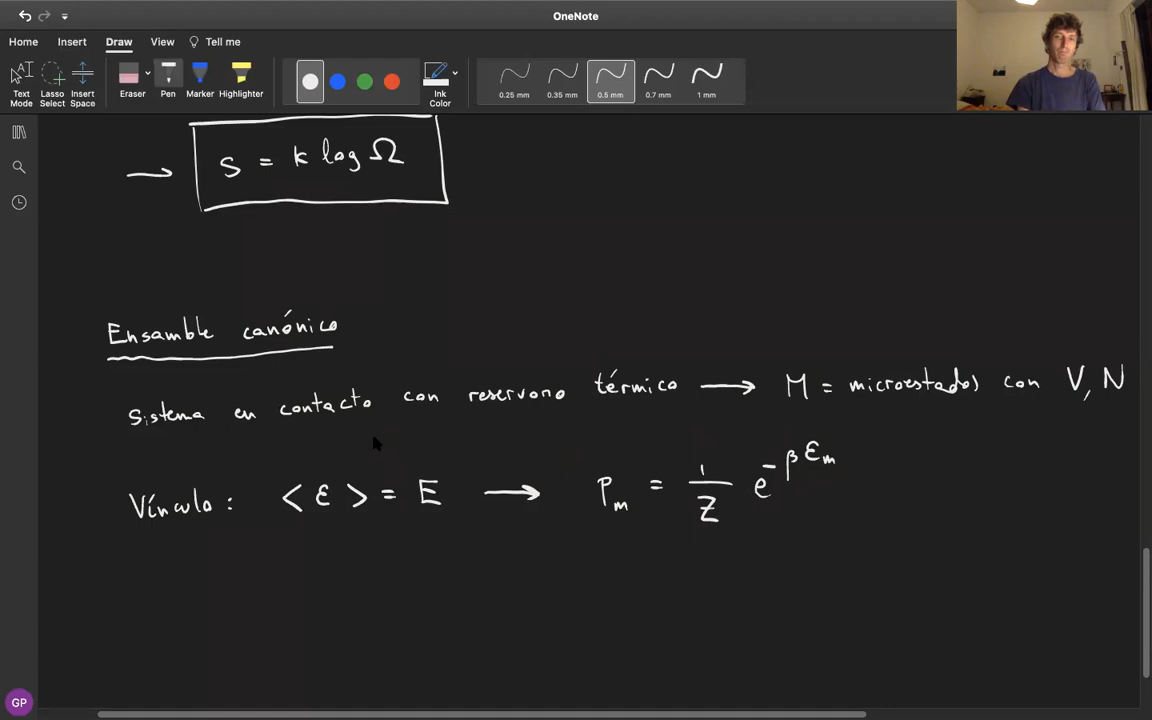 OneNote
Home Insert Draw View Tell me
Text Mode Lasso Select Insert Space Eraser Pen Marker Highlighter Ink Color 0.25 mm 0.35 mm 0.5 mm 0.7 mm 1 mm
→ S = k log Ω
Ensamble canónico
Sistema en contacto con reservorio térmico → M = microestados con V, N
Vínculo: < ε > = E → p_m = 1/Z e^{-β ε_m}
GP